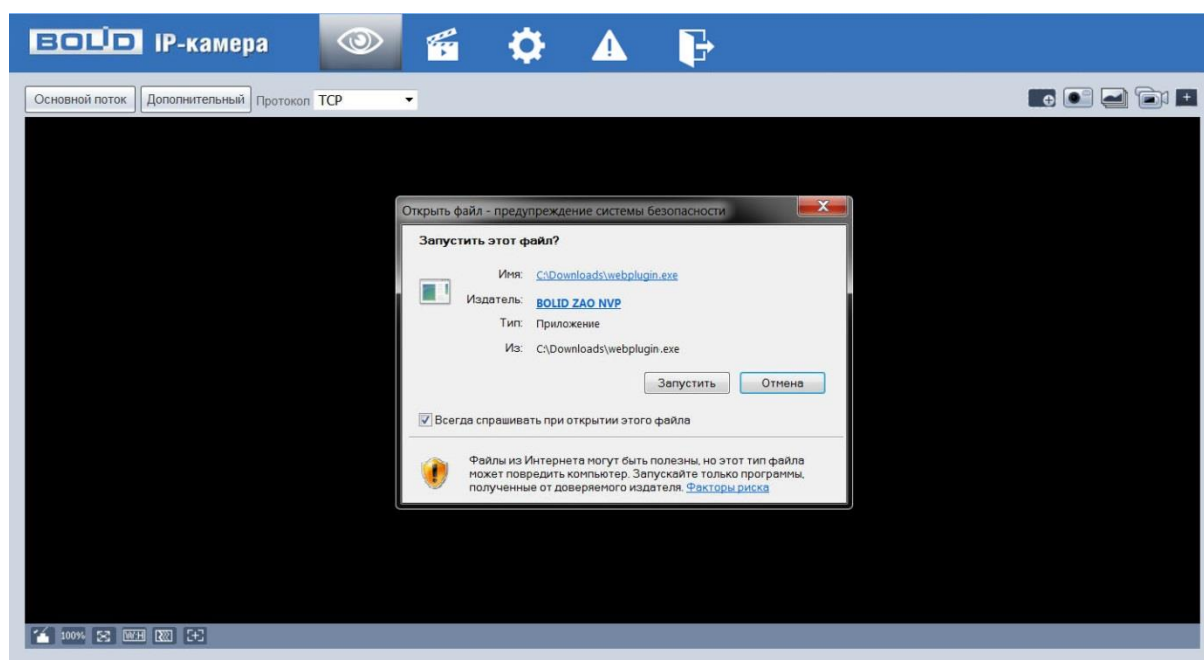 BOLID IP-камера
Основной поток Дополнительный Протокол TCP
Открыть файл - предупреждение системы безопасности
Запустить этот файл?
Имя: C:\Downloads\webplugin.exe
Издатель: BOLID ZAO NVP
Тип: Приложение
Из: C:\Downloads\webplugin.exe
Запустить Отмена
Всегда спрашивать при открытии этого файла
Файлы из Интернета могут быть полезны, но этот тип файла
может повредить компьютер. Запускайте только программы,
полученные от доверяемого издателя. Факторы риска
100% W:H